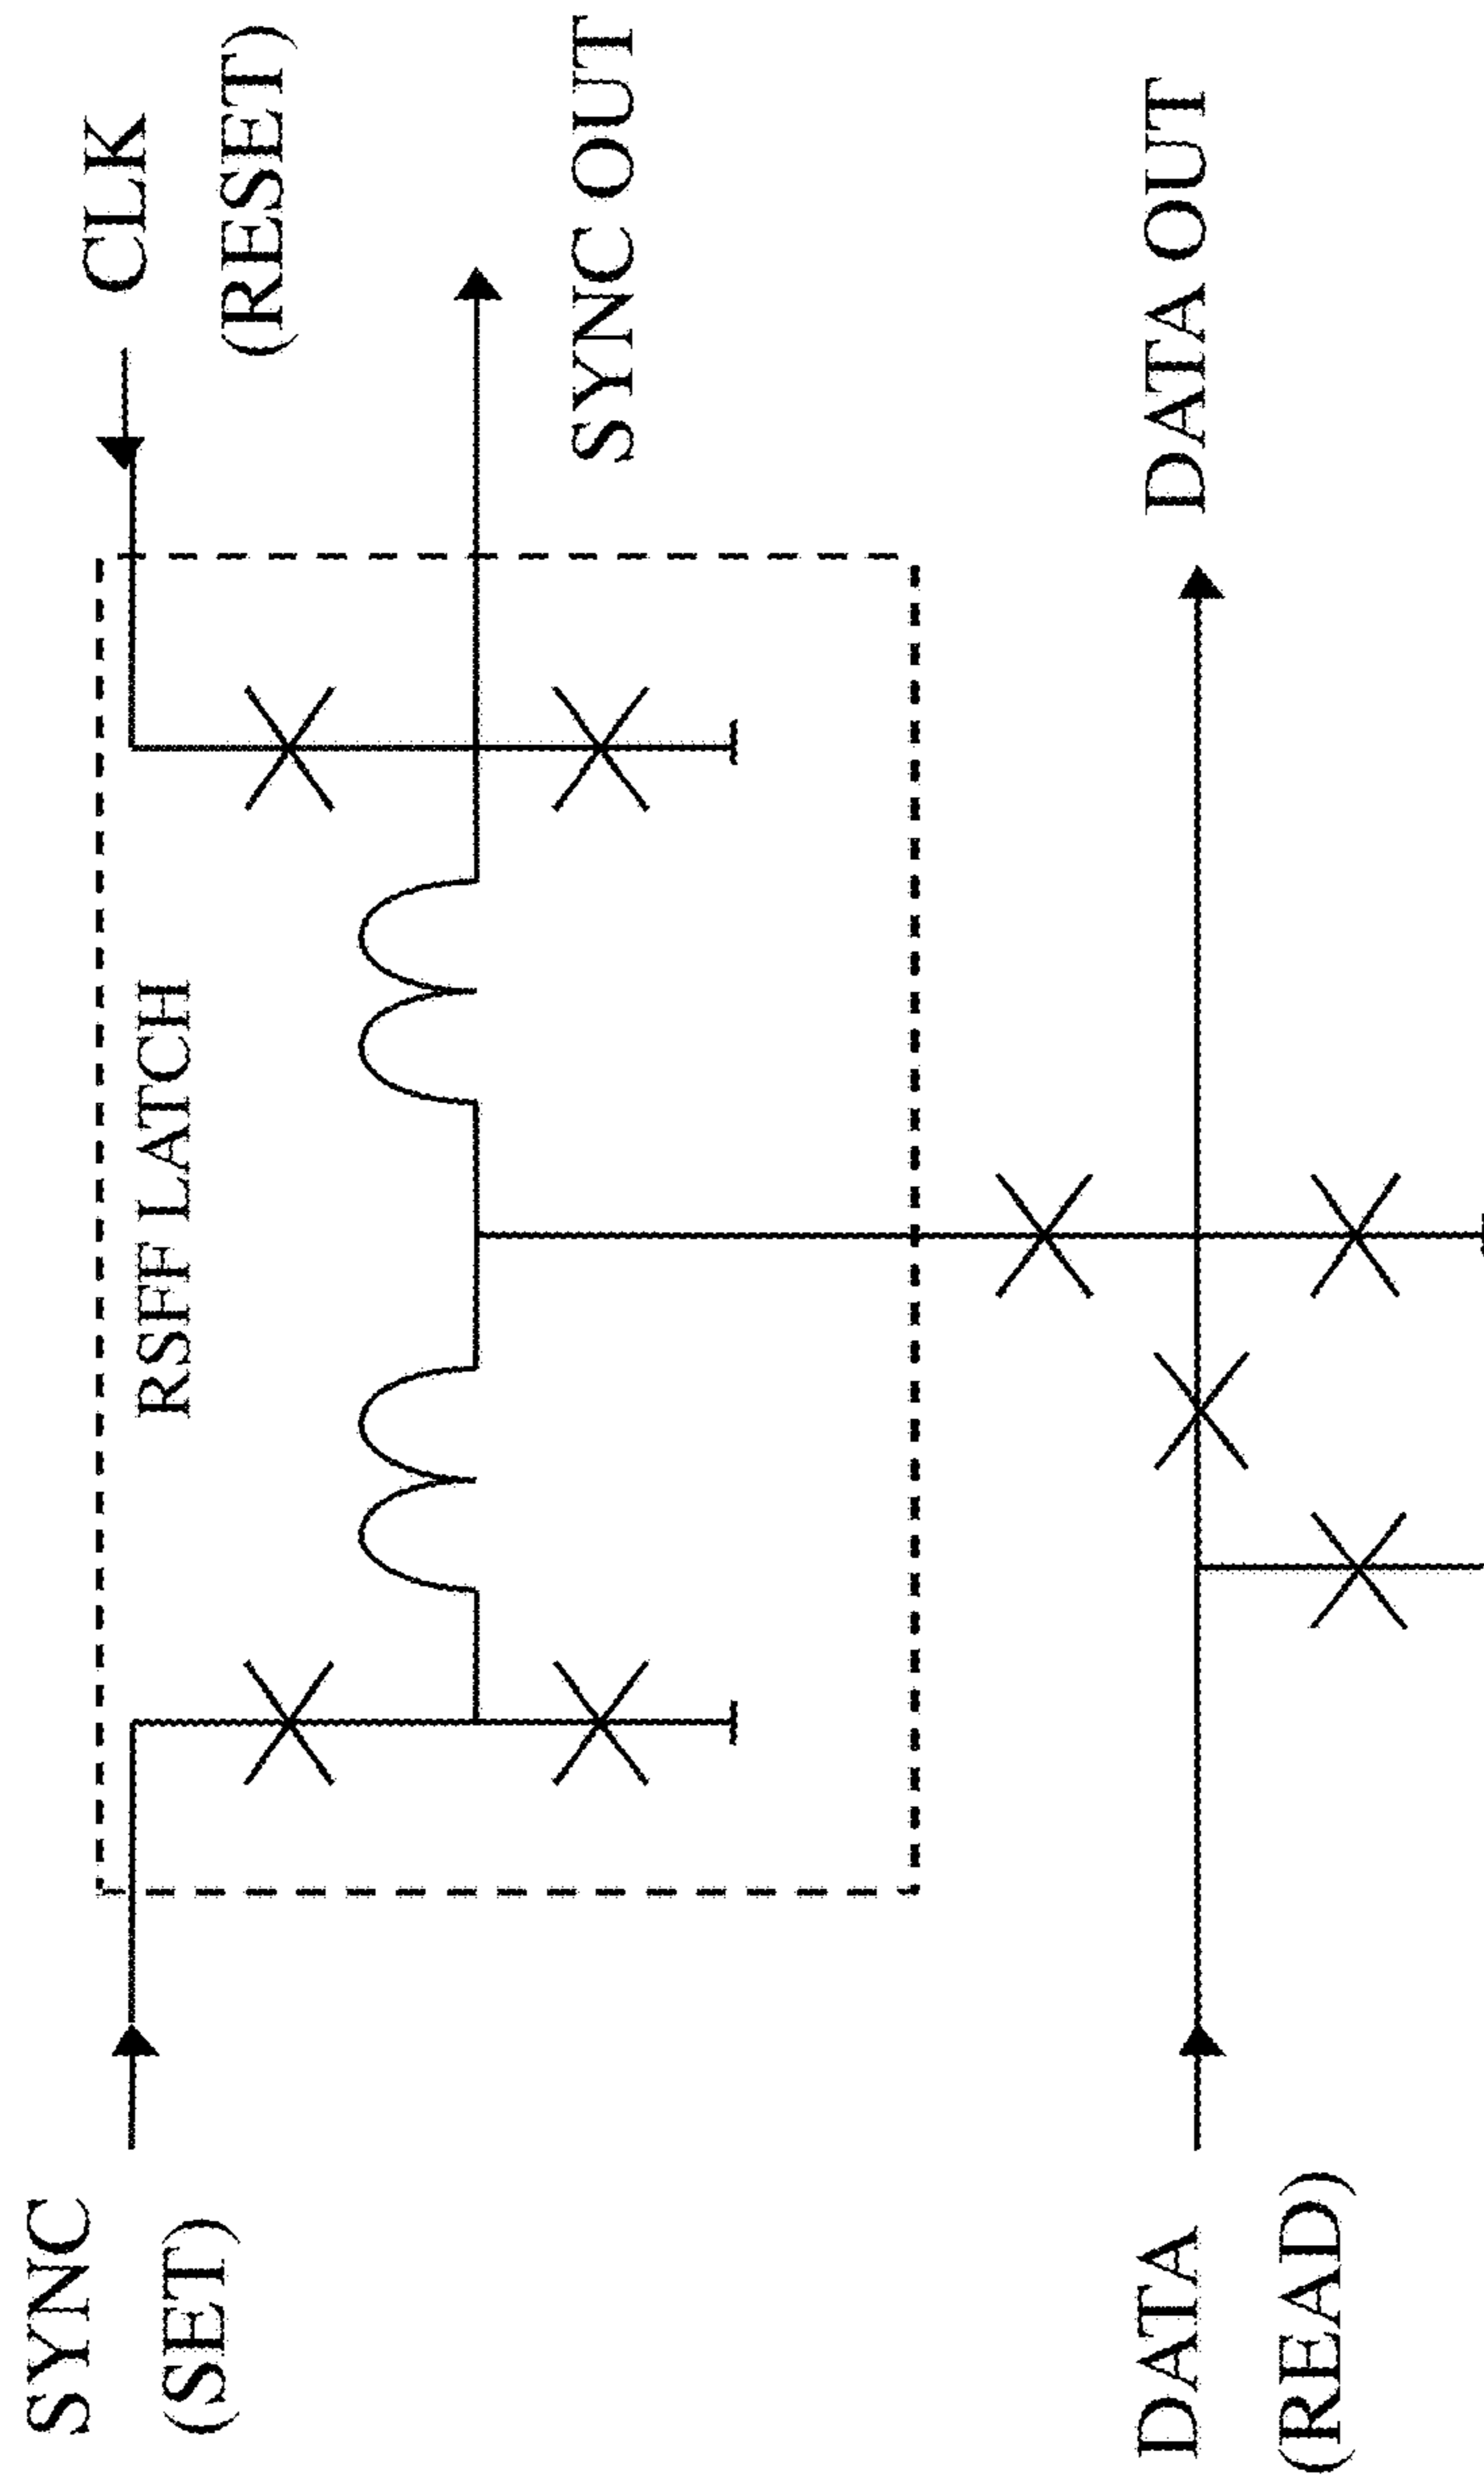 SYNC
(SET)
RSFF LATCH
CLK
(RESET)
SYNC OUT
DATA
(READ)
DATA OUT